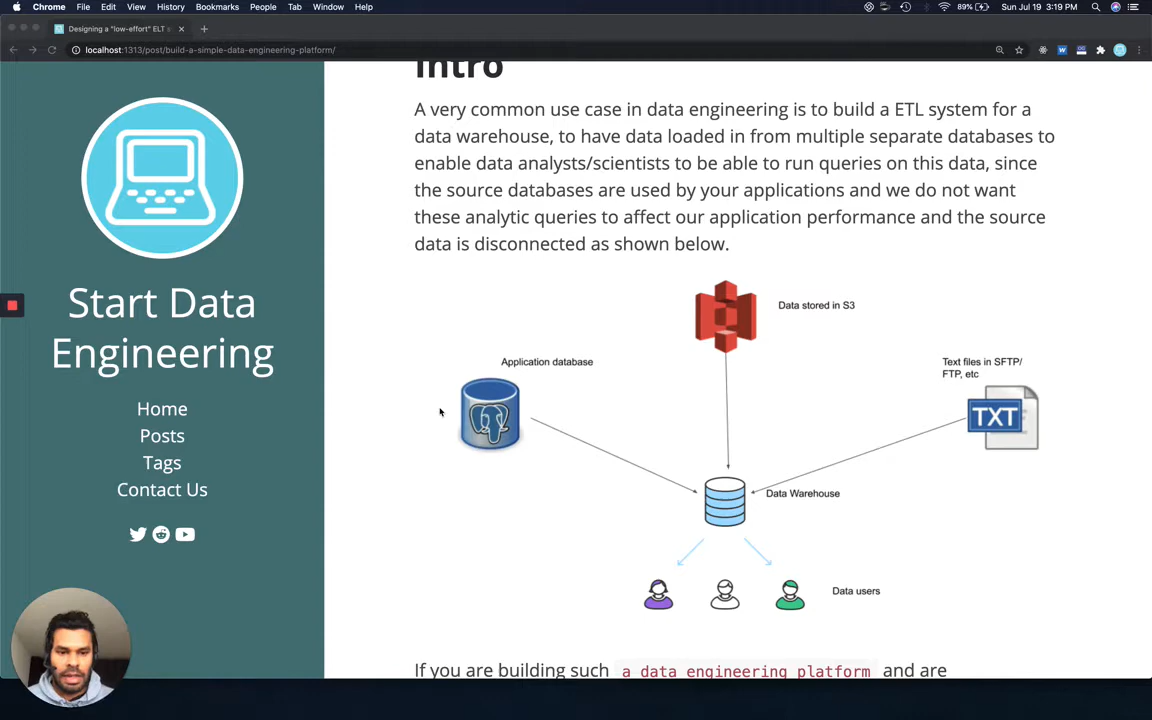 Chrome File Edit View History Bookmarks People Tab Window Help 89% Sun Jul 19 3:19 PM
Designing a "low-effort" ELT
localhost:1313/post/build-a-simple-data-engineering-platform/
Start Data
Engineering
Home
Posts
Tags
Contact Us
Intro
A very common use case in data engineering is to build a ETL system for a
data warehouse, to have data loaded in from multiple separate databases to
enable data analysts/scientists to be able to run queries on this data, since
the source databases are used by your applications and we do not want
these analytic queries to affect our application performance and the source
data is disconnected as shown below.
Data stored in S3
Application database
Text files in SFTP/
FTP, etc
TXT
Data Warehouse
Data users
If you are building such a data engineering platform and are